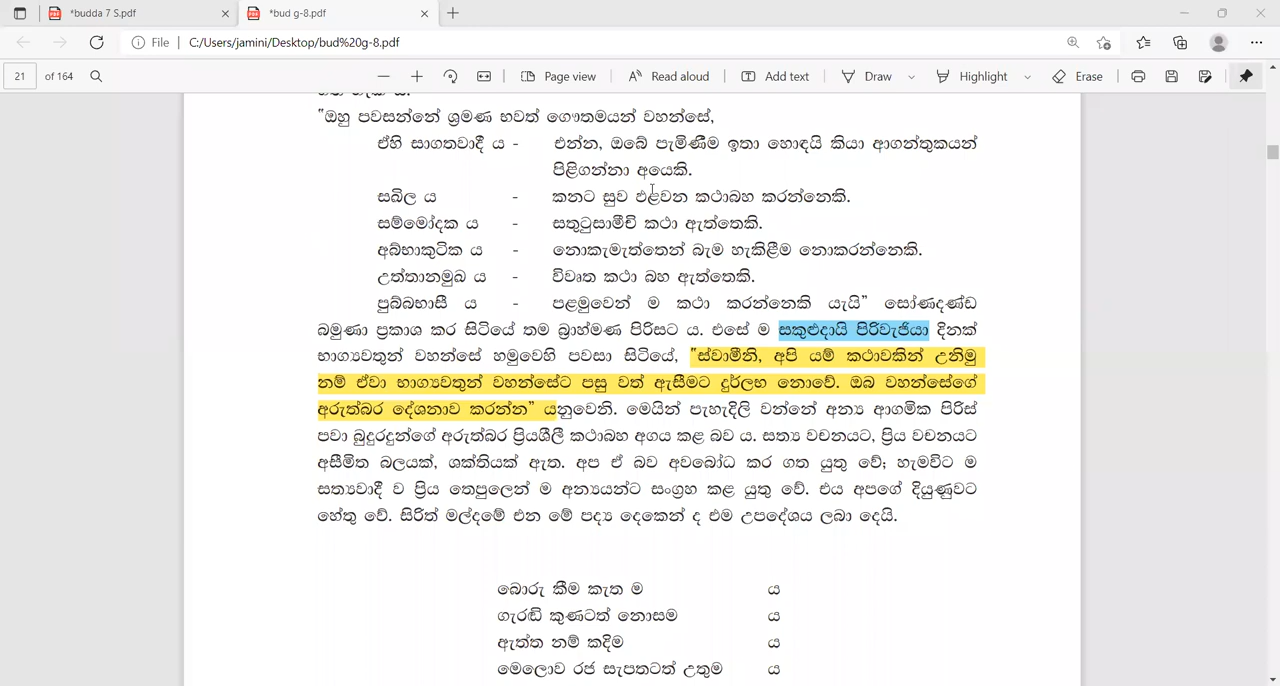 *budda 7 S.pdf
*bud g-8.pdf
File | C:/Users/jamini/Desktop/bud%20g-8.pdf
21 of 164 Page view Read aloud Add text Draw Highlight Erase
"ඔහු පවසන්නේ ශ්‍රමණ භවත් ගෞතමයන් වහන්සේ,
ඒහි සාගතවාදී ය - එන්න, ඔබේ පැමිණීම ඉතා හොඳයි කියා ආගන්තුකයන්
පිළිගන්නා අයෙකි.
සඛිල ය - කනට සුව එළවන කථාබහ කරන්නෙකි.
සම්මෝදක ය - සතුටුසාමීචි කථා ඇත්තෙකි.
අබ්භාකුටික ය - නොකැමැත්තෙන් බැම හැකිළීම නොකරන්නෙකි.
උත්තානමුඛ ය - විවෘත කථා බහ ඇත්තෙකි.
පුබ්බභාසී ය - පළමුවෙන් ම කථා කරන්නෙකි යැයි" සෝණදණ්ඩ
බමුණා ප්‍රකාශ කර සිටියේ තම බ්‍රාහ්මණ පිරිසට ය. එසේ ම සකුළුදායි පිරිවැජියා දිනක්
භාග්‍යවතුන් වහන්සේ හමුවෙහි පවසා සිටියේ, "ස්වාමීනි, අපි යම් කථාවකින් උනිමු
නම් ඒවා භාග්‍යවතුන් වහන්සේට පසු වත් ඇසීමට දුර්ලභ නොවේ. ඔබ වහන්සේගේ
අරුත්බර දේශනාව කරන්න" යනුවෙනි. මෙයින් පැහැදිලි වන්නේ අන්‍ය ආගමික පිරිස්
පවා බුදුරදුන්ගේ අරුත්බර ප්‍රියශීලී කථාබහ අගය කළ බව ය. සත්‍ය වචනයට, ප්‍රිය වචනයට
අසීමිත බලයක්, ශක්තියක් ඇත. අප ඒ බව අවබෝධ කර ගත යුතු වේ; හැමවිට ම
සත්‍යවාදී ව ප්‍රිය තෙපුලෙන් ම අන්‍යයන්ට සංග්‍රහ කළ යුතු වේ. එය අපගේ දියුණුවට
හේතු වේ. සිරිත් මල්දමේ එන මේ පද්‍ය දෙකෙන් ද එම උපදේශය ලබා දෙයි.
බොරු කීම කැත ම ය
ගැරඬි කුණටත් නොසම ය
ඇත්ත නම් කදිම ය
මෙලොව රජ සැපතටත් උතුම ය